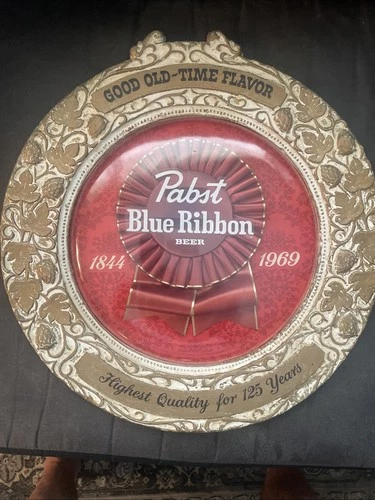 GOOD OLD-TIME FLAVOR
Pabst
Blue Ribbon
BEER
1844 1969
Highest Quality for 125 Years